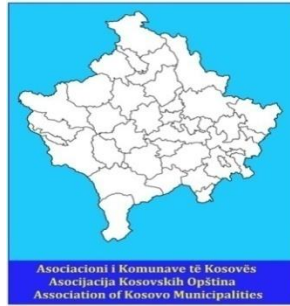 Asociacioni i Komunave të Kosovës
Asocijacija Kosovskih Opština
Association of Kosovo Municipalities